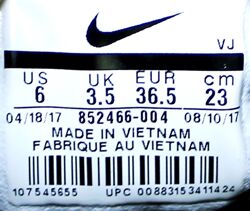 VJ
US UK EUR cm
6 3.5 36.5 23
04/18/17 852466-004 08/10/17
MADE IN VIETNAM
FABRIQUE AU VIETNAM
107545655 UPC 00883153411424